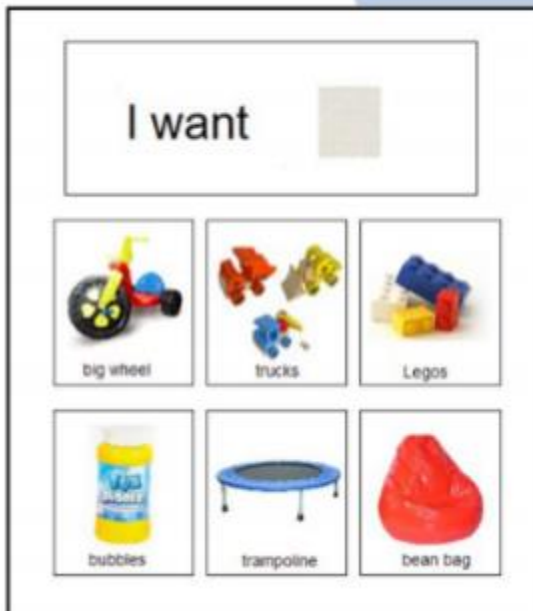 I want
big wheel
trucks
Legos
bubbles
trampoline
bean bag